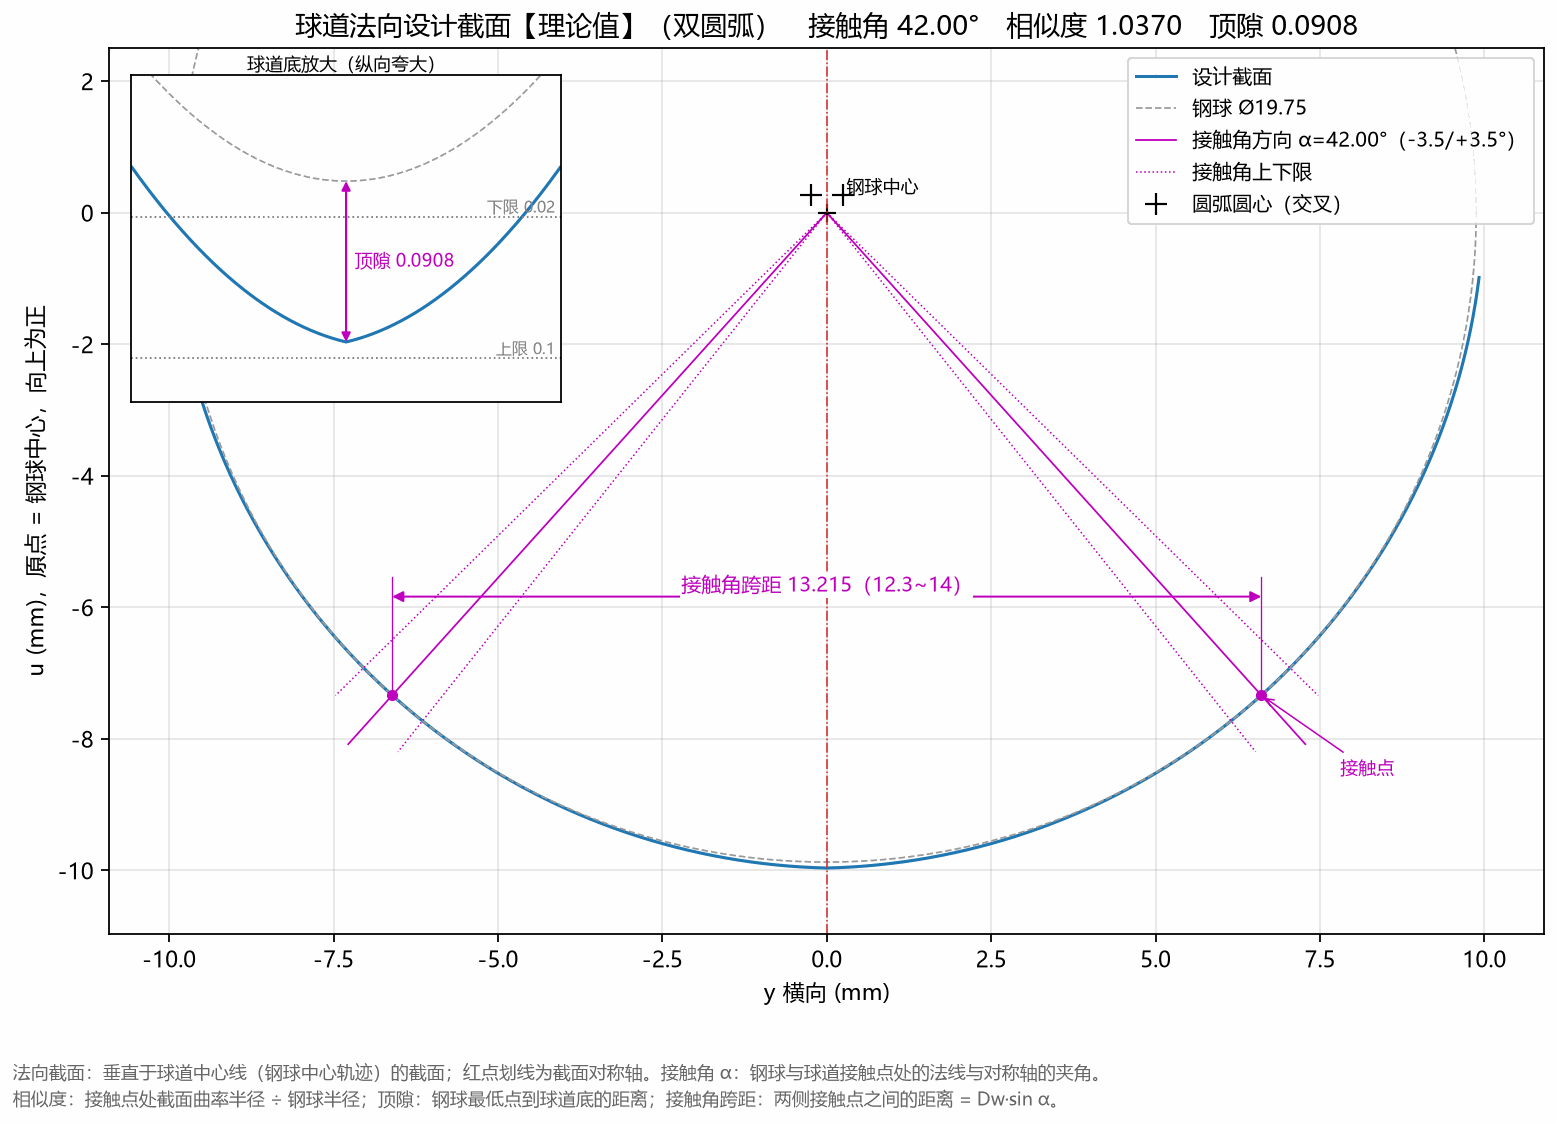 球道法向设计截面【理论值】（双圆弧） 接触角 42.00° 相似度 1.0370 顶隙 0.0908
球道底放大（纵向夸大）
下限 0.02
顶隙 0.0908
上限 0.1
设计截面
钢球 Ø19.75
接触角方向 α=42.00°（-3.5/+3.5°）
接触角上下限
圆弧圆心（交叉）
钢球中心
接触角跨距 13.215（12.3~14）
接触点
2
0
-2
-4
-6
-8
-10
u (mm)，原点 = 钢球中心，向上为正
-10.0 -7.5 -5.0 -2.5 0.0 2.5 5.0 7.5 10.0
y 横向 (mm)
法向截面：垂直于球道中心线（钢球中心轨迹）的截面；红点划线为截面对称轴。接触角 α：钢球与球道接触点处的法线与对称轴的夹角。
相似度：接触点处截面曲率半径 ÷ 钢球半径；顶隙：钢球最低点到球道底的距离；接触角跨距：两侧接触点之间的距离 = Dw·sin α。